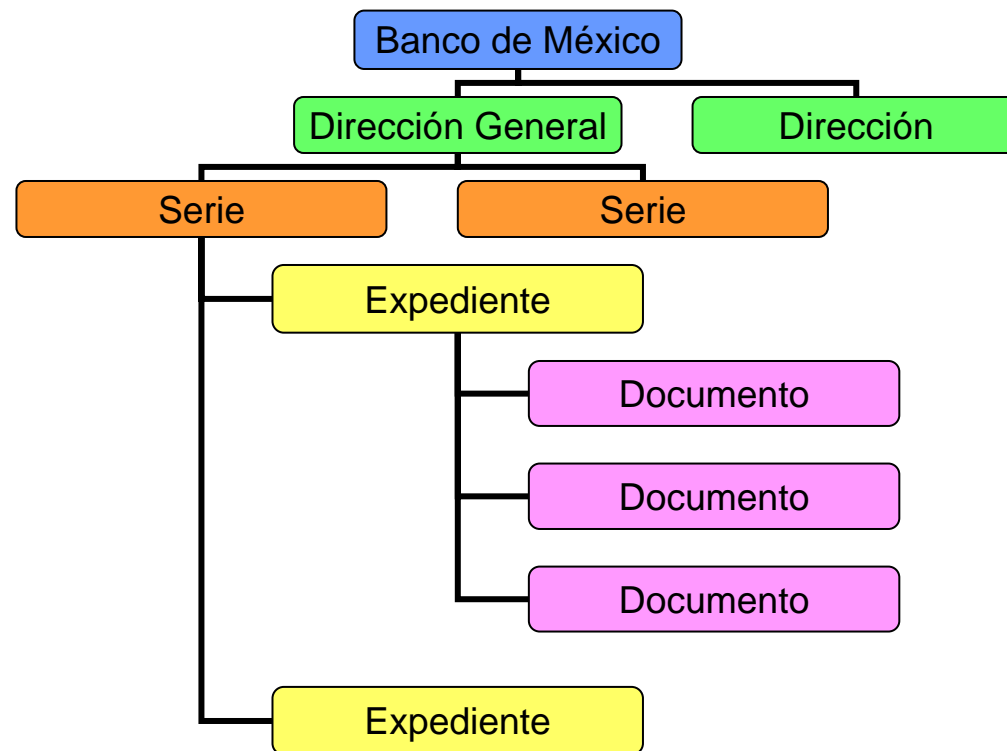 Banco de México
Dirección General
Dirección
Serie
Serie
Expediente
Documento
Documento
Documento
Expediente